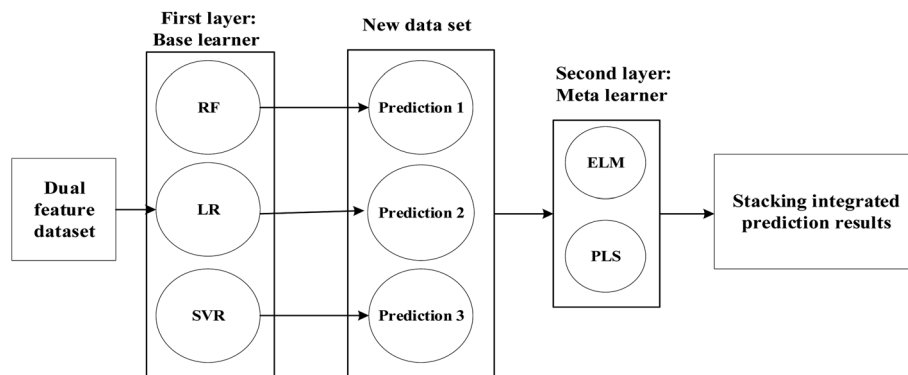 First layer:
Base learner
New data set
Second layer:
Meta learner
Dual
feature
dataset
RF
LR
SVR
Prediction 1
Prediction 2
Prediction 3
ELM
PLS
Stacking integrated
prediction results